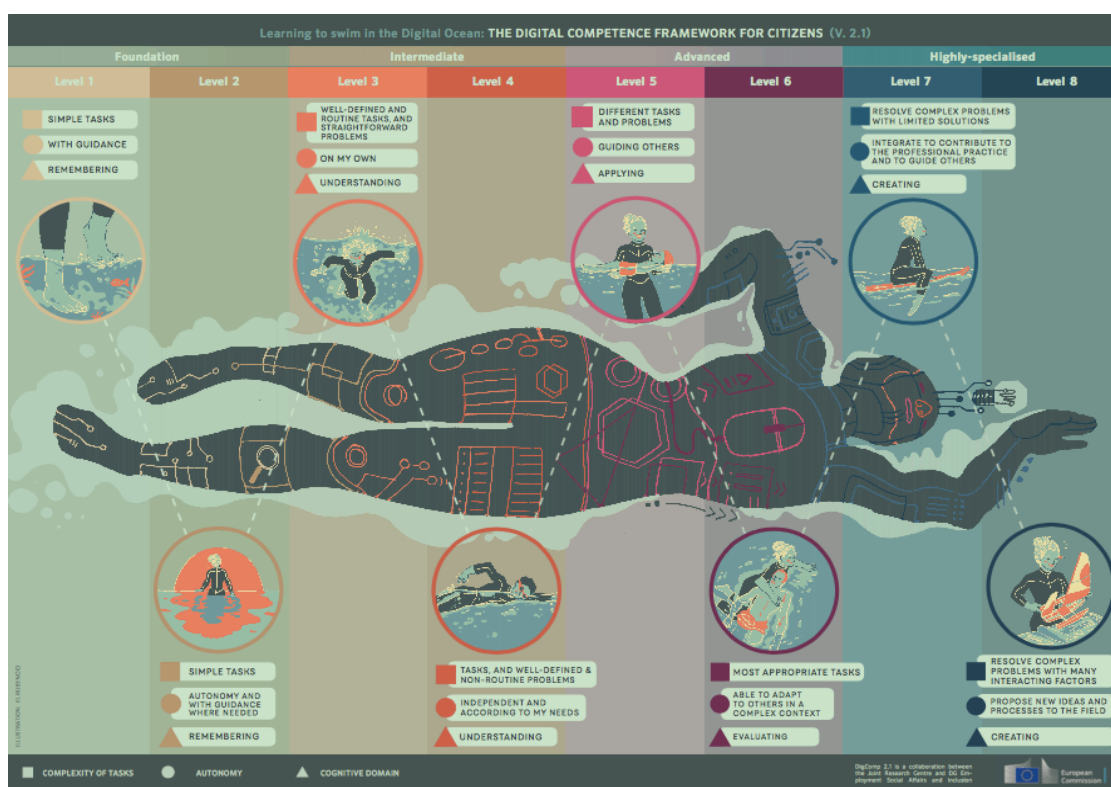 Learning to swim in the Digital Ocean: THE DIGITAL COMPETENCE FRAMEWORK FOR CITIZENS (V. 2.1)
Foundation
Intermediate
Advanced
Highly-specialised
Level 1
Level 2
Level 3
Level 4
Level 5
Level 6
Level 7
Level 8
SIMPLE TASKS
WITH GUIDANCE
REMEMBERING
WELL-DEFINED AND
ROUTINE TASKS, AND
STRAIGHTFORWARD
PROBLEMS
ON MY OWN
UNDERSTANDING
DIFFERENT TASKS
AND PROBLEMS
GUIDING OTHERS
APPLYING
RESOLVE COMPLEX PROBLEMS
WITH LIMITED SOLUTIONS
INTEGRATE TO CONTRIBUTE TO
THE PROFESSIONAL PRACTICE
AND TO GUIDE OTHERS
CREATING
SIMPLE TASKS
AUTONOMY AND
WITH GUIDANCE
WHERE NEEDED
REMEMBERING
TASKS, AND WELL-DEFINED &
NON-ROUTINE PROBLEMS
INDEPENDENT AND
ACCORDING TO MY NEEDS
UNDERSTANDING
MOST APPROPRIATE TASKS
ABLE TO ADAPT
TO OTHERS IN A
COMPLEX CONTEXT
EVALUATING
RESOLVE COMPLEX
PROBLEMS WITH MANY
INTERACTING FACTORS
PROPOSE NEW IDEAS AND
PROCESSES TO THE FIELD
CREATING
COMPLEXITY OF TASKS
AUTONOMY
COGNITIVE DOMAIN
DigComp 2.1 is a collaboration between
the Joint Research Centre and DG Em-
ployment Social Affairs and Inclusion
European
Commission